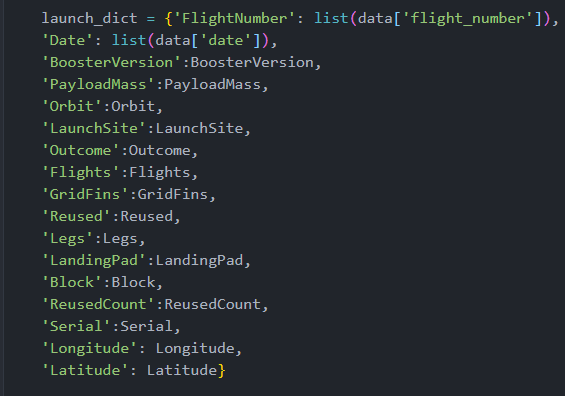 launch_dict = {'FlightNumber': list(data['flight_number']),
'Date': list(data['date']),
'BoosterVersion':BoosterVersion,
'PayloadMass':PayloadMass,
'Orbit':Orbit,
'LaunchSite':LaunchSite,
'Outcome':Outcome,
'Flights':Flights,
'GridFins':GridFins,
'Reused':Reused,
'Legs':Legs,
'LandingPad':LandingPad,
'Block':Block,
'ReusedCount':ReusedCount,
'Serial':Serial,
'Longitude': Longitude,
'Latitude': Latitude}